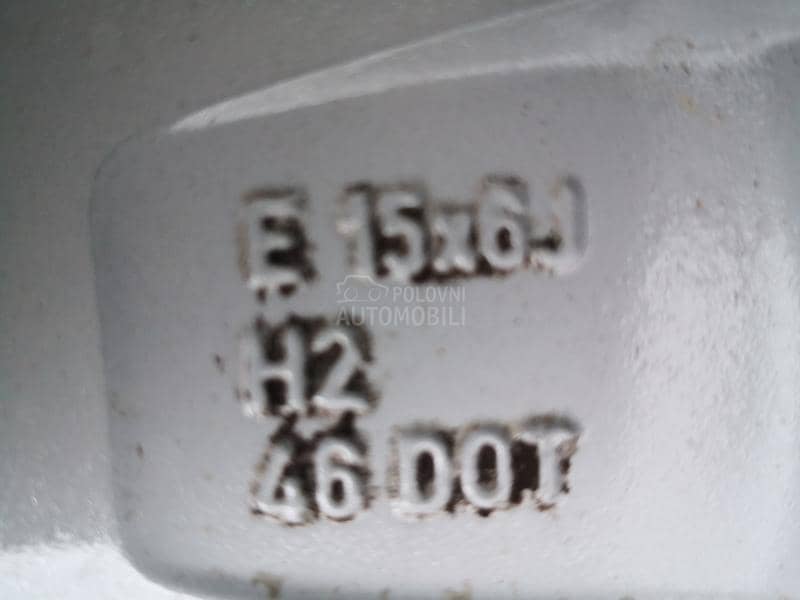 E 15x6J
POLOVNI
AUTOMOBILI
H2
46 DOT